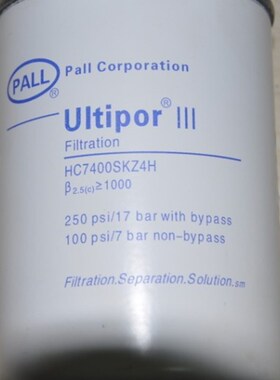 PALL
®
Pall Corporation
Ultipor® III
Filtration
HC7400SKZ4H
β2.5(c)≥1000
250 psi/17 bar with bypass
100 psi/7 bar non-bypass
Filtration.Separation.Solution.sm